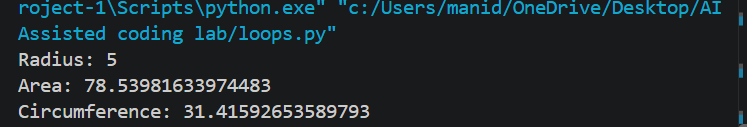 roject-1\Scripts\python.exe" "c:/Users/manid/OneDrive/Desktop/AI
Assisted coding lab/loops.py"
Radius: 5
Area: 78.53981633974483
Circumference: 31.41592653589793